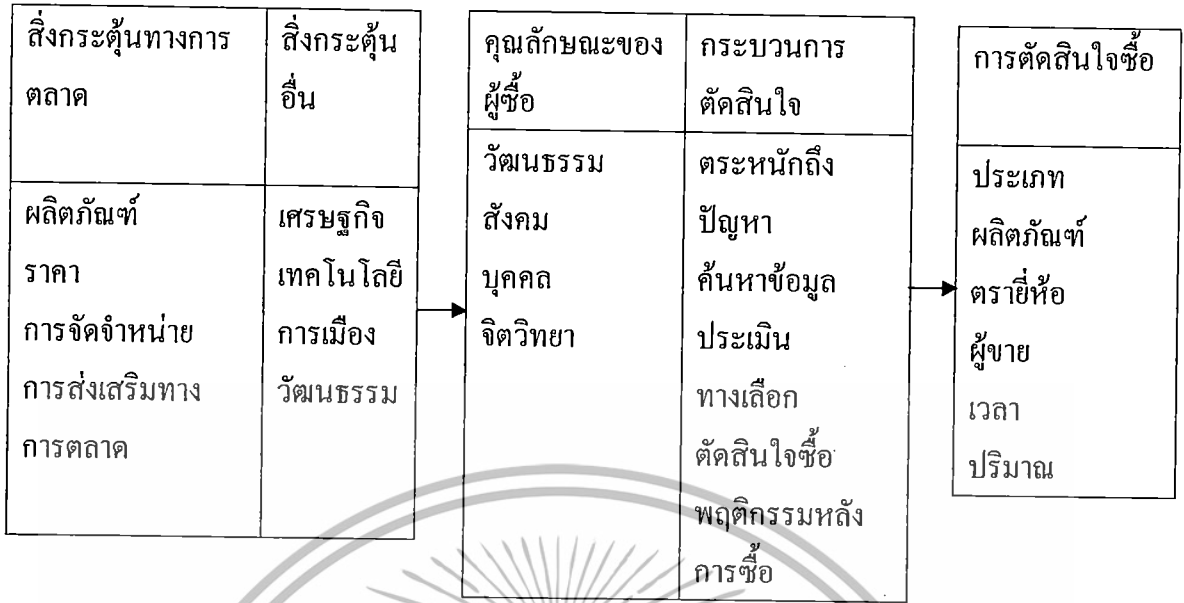 สิ่งกระตุ้นทางการ
ตลาด
สิ่งกระตุ้น
อื่น
ผลิตภัณฑ์
ราคา
การจัดจำหน่าย
การส่งเสริมทาง
การตลาด
เศรษฐกิจ
เทคโนโลยี
การเมือง
วัฒนธรรม
คุณลักษณะของ
ผู้ซื้อ
กระบวนการ
ตัดสินใจ
วัฒนธรรม
สังคม
บุคคล
จิตวิทยา
ตระหนักถึง
ปัญหา
ค้นหาข้อมูล
ประเมิน
ทางเลือก
ตัดสินใจซื้อ
พฤติกรรมหลัง
การซื้อ
การตัดสินใจซื้อ
ประเภท
ผลิตภัณฑ์
ตรายี่ห้อ
ผู้ขาย
เวลา
ปริมาณ